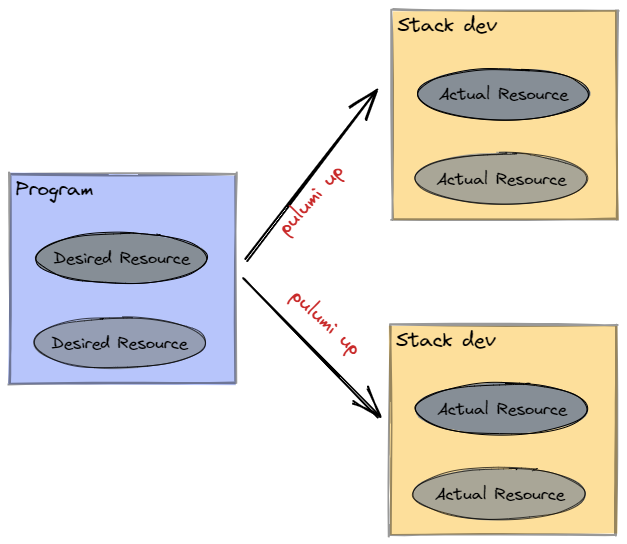 Program
Desired Resource
Desired Resource
pulumi up
pulumi up
Stack dev
Actual Resource
Actual Resource
Stack dev
Actual Resource
Actual Resource